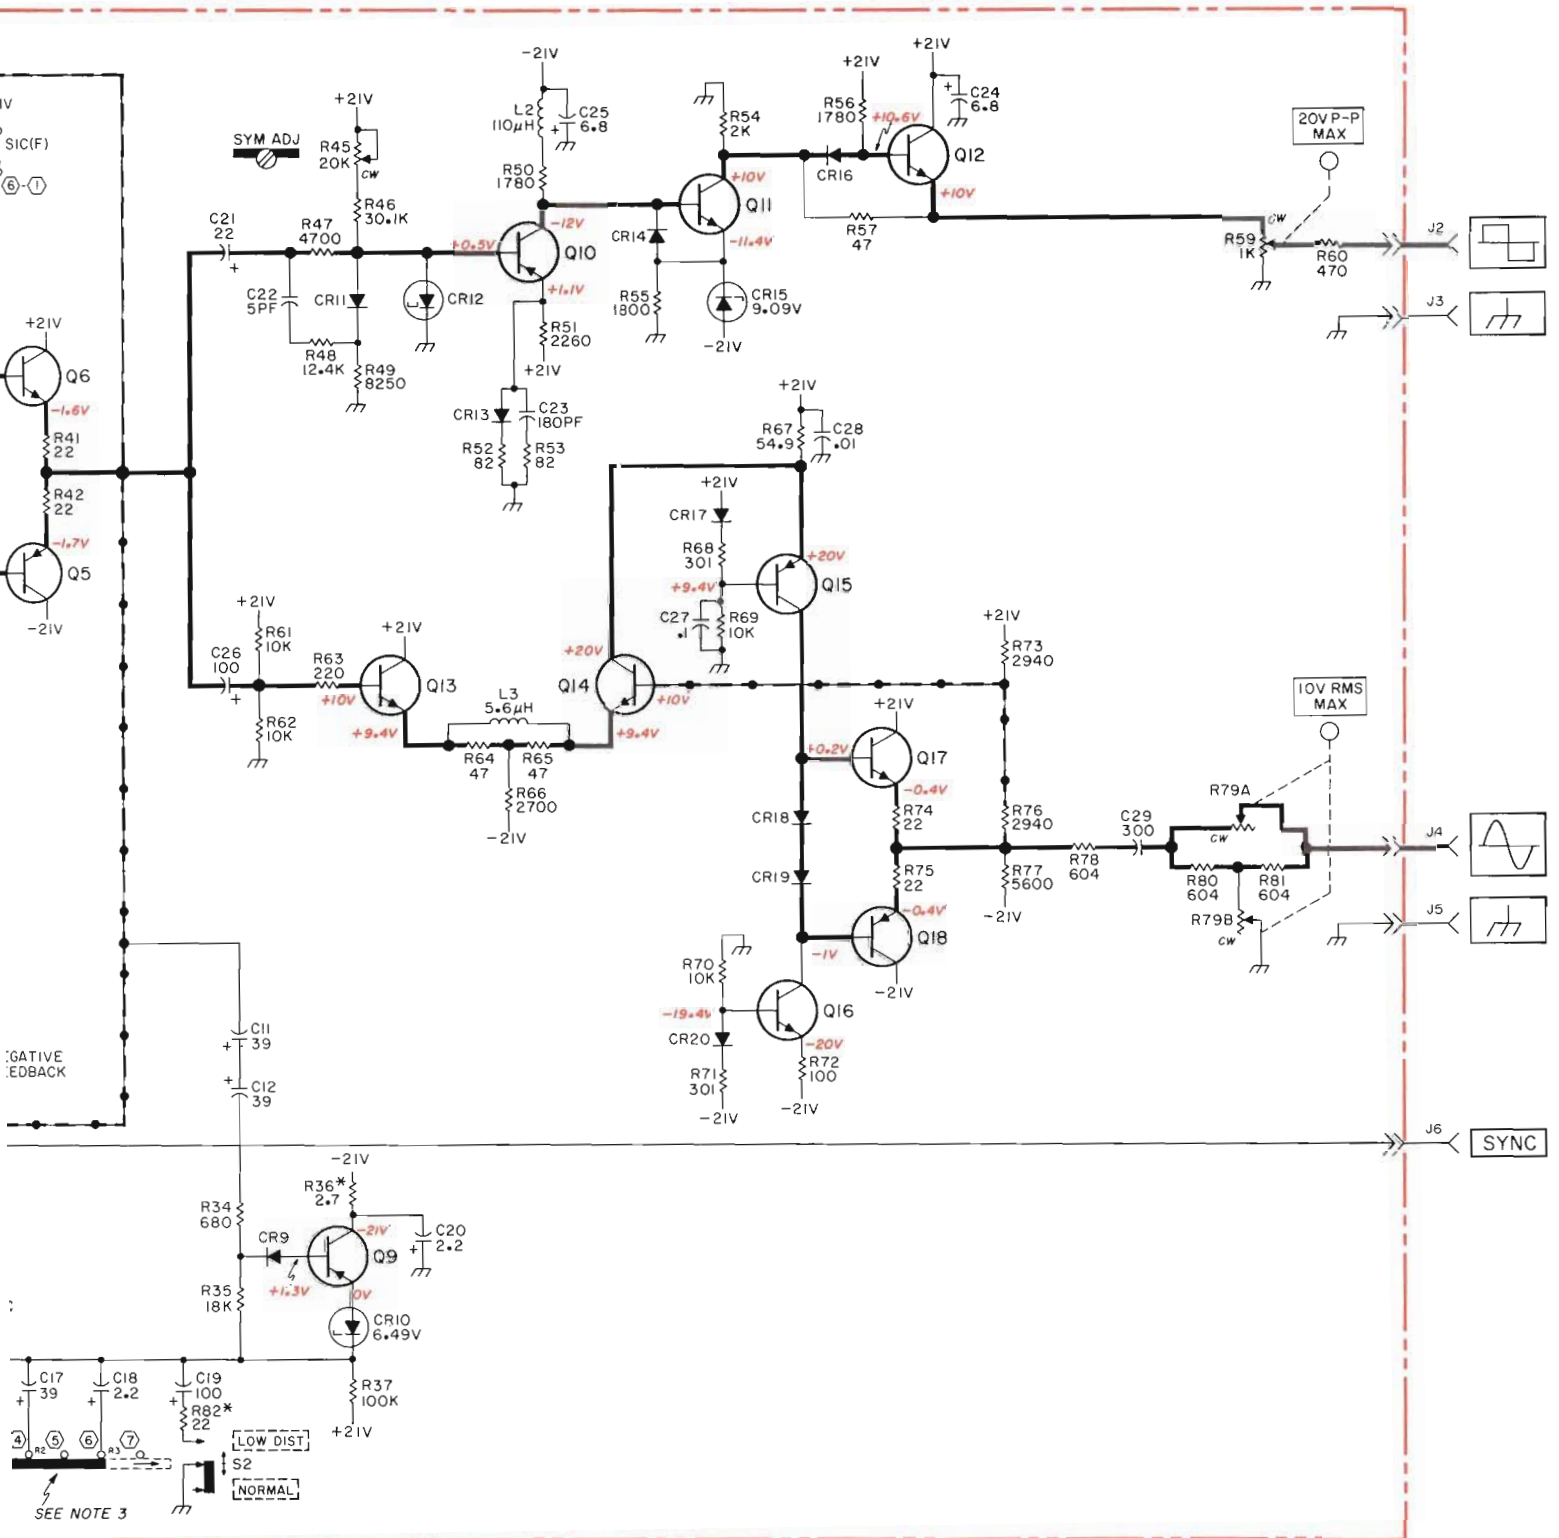 SIC(F)
6-1
SYM ADJ
+21V
R45
20K
CW
R46
30.1K
C21
22
+
R47
4700
C22
5PF
CR11
CR12
R48
12.4K
R49
8250
-21V
L2
110µH
C25
6.8
+
R50
1780
-12V
+0.5V
Q10
+1.1V
R51
2260
+21V
CR13
C23
180PF
R52
82
R53
82
R54
2K
+10V
Q11
CR14
-11.4V
R55
1800
CR15
9.09V
-21V
+21V
R56
1780
+10.6V
CR16
+21V
+
C24
6.8
Q12
+10V
R57
47
20V P-P
MAX
CW
R59
1K
R60
470
J2
J3
+21V
Q6
-1.6V
R41
22
R42
22
-1.7V
Q5
-21V
+21V
R67
54.9
C28
.01
+21V
CR17
R68
301
+9.4V
C27
.1
R69
10K
+20V
Q15
C26
100
+
+21V
R61
10K
R62
10K
R63
220
+10V
+21V
Q13
+9.4V
L3
5.6µH
R64
47
R65
47
R66
2700
-21V
+20V
Q14
+10V
+9.4V
+21V
R73
2940
+21V
+0.2V
Q17
-0.4V
CR18
R74
22
R76
2940
CR19
R75
22
R77
5600
-21V
-0.4V
-1V
Q18
-21V
R78
604
C29
300
R79A
CW
R80
604
R81
604
R79B
CW
10V RMS
MAX
J4
J5
R70
10K
-19.4V
Q16
CR20
-20V
R71
301
R72
100
-21V
-21V
EGATIVE
EEDBACK
+
C11
39
+
C12
39
J6
SYNC
-21V
R36*
2.7
R34
680
CR9
-21V
C20
2.2
+
Q9
+1.3V
0V
R35
18K
CR10
6.49V
C17
39
+
C18
2.2
+
C19
100
+
R82*
22
R37
100K
+21V
4
R2
5
6
R3
7
LOW DIST
S2
NORMAL
SEE NOTE 3